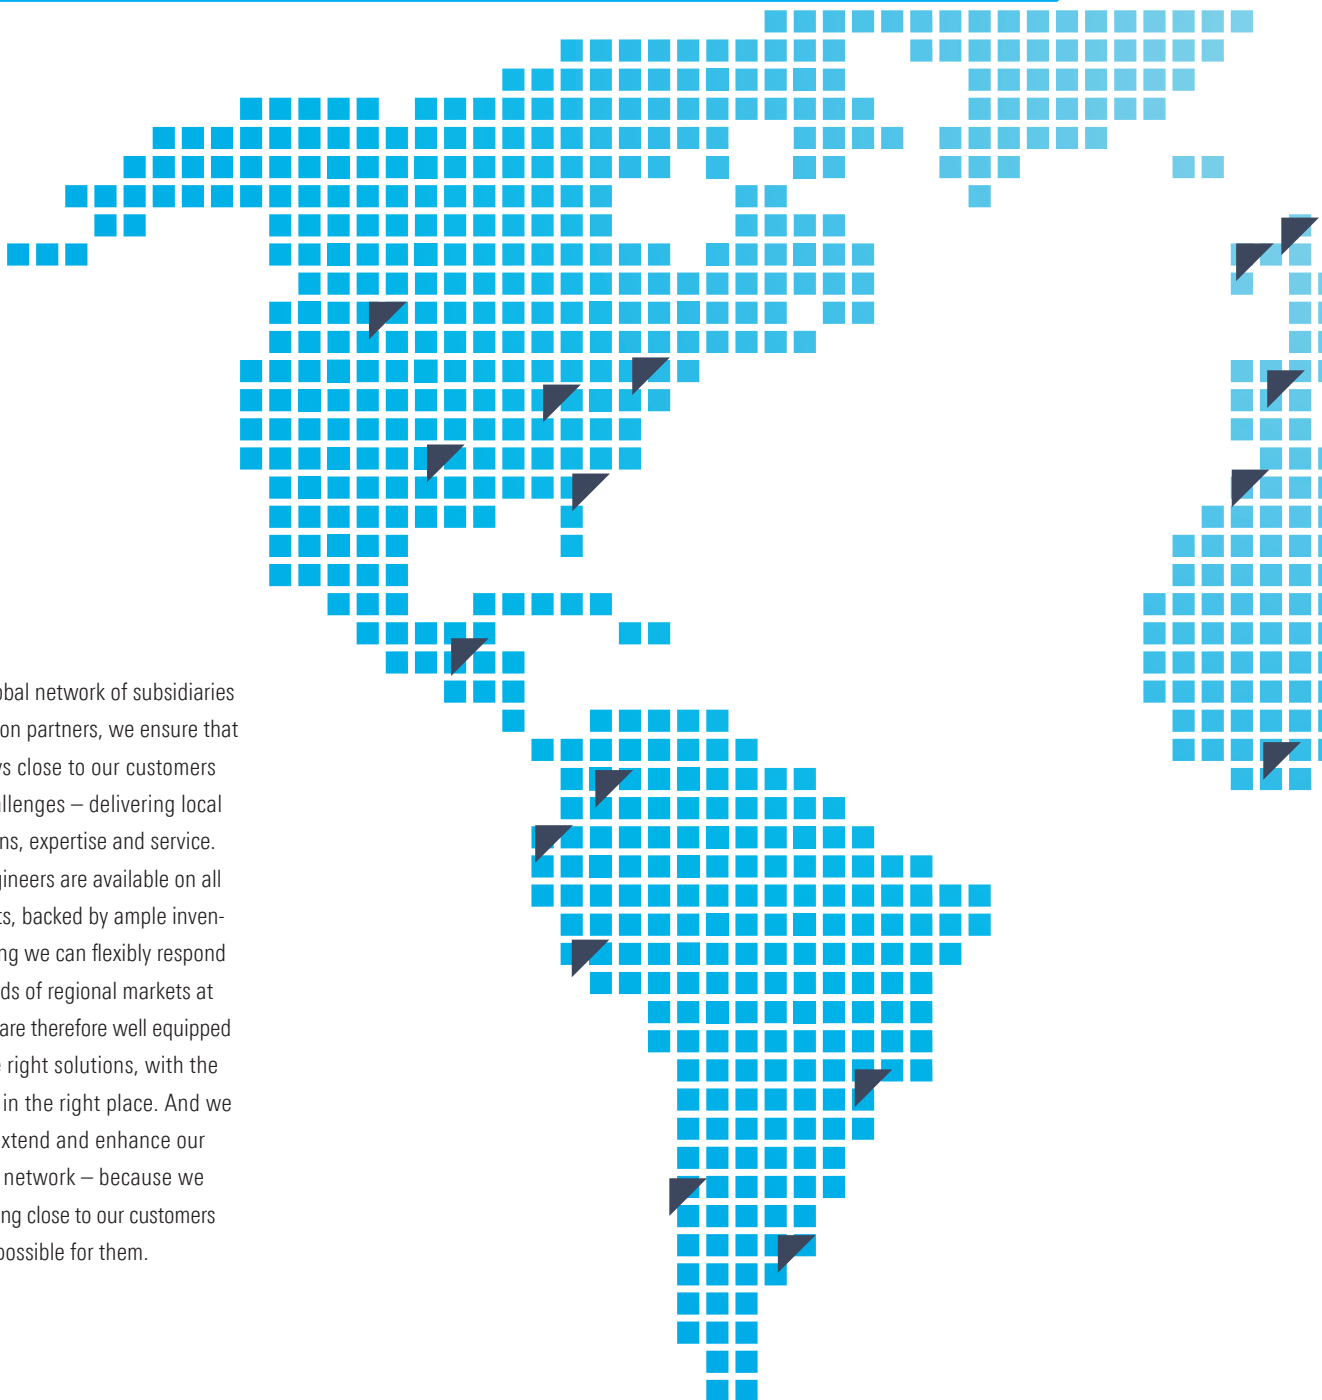 obal network of subsidiaries
on partners, we ensure that
s close to our customers
allenges – delivering local
ns, expertise and service.
gineers are available on all
ts, backed by ample inven-
ng we can flexibly respond
ds of regional markets at
are therefore well equipped
right solutions, with the
in the right place. And we
xtend and enhance our
network – because we
ng close to our customers
possible for them.